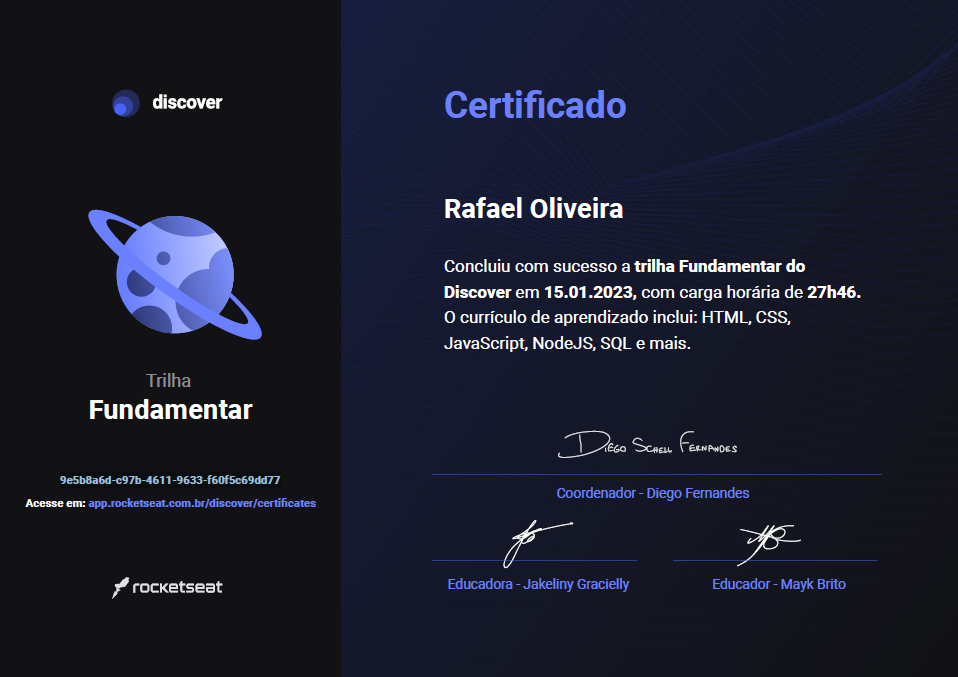 discover
Trilha
Fundamentar
9e5b8a6d-c97b-4611-9633-f60f5c69dd77
Acesse em: app.rocketseat.com.br/discover/certificates
rocketseat
Certificado
Rafael Oliveira
Concluiu com sucesso a trilha Fundamentar do
Discover em 15.01.2023, com carga horária de 27h46.
O currículo de aprendizado inclui: HTML, CSS,
JavaScript, NodeJS, SQL e mais.
Diego Schell Fernandes
Coordenador - Diego Fernandes
Educadora - Jakeliny Gracielly
Educador - Mayk Brito